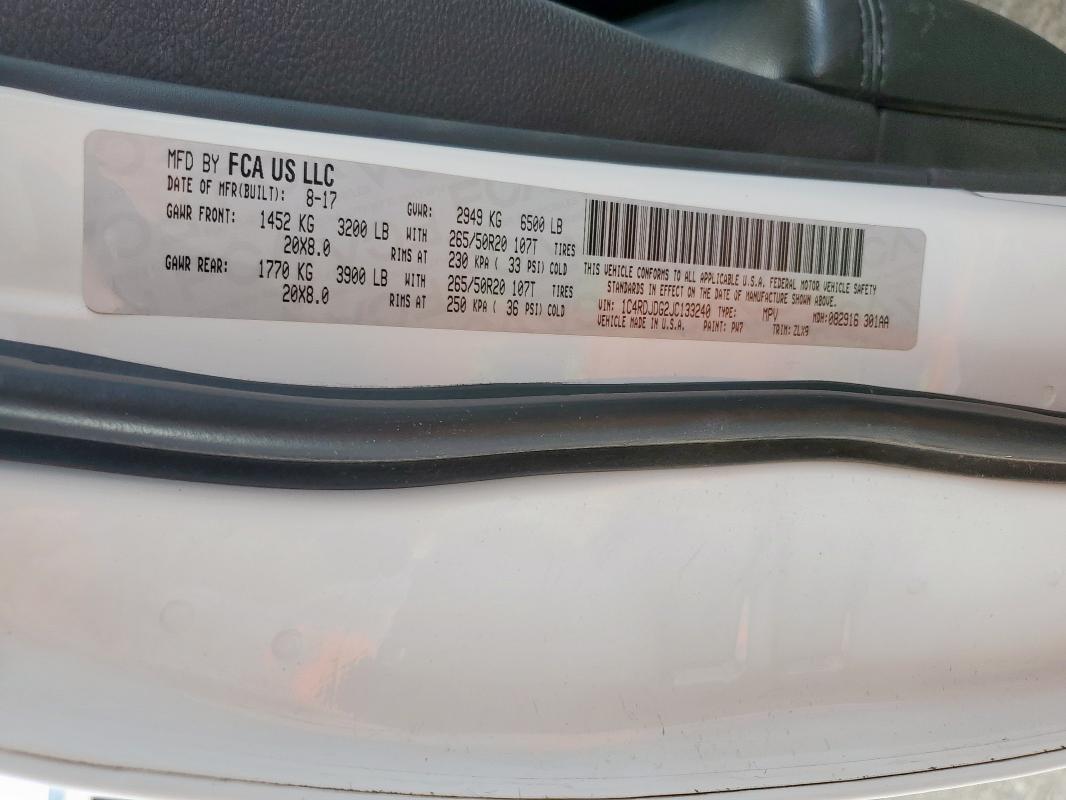 MFD BY FCA US LLC
DATE OF MFR(BUILT): 8-17 GVWR: 2949 KG 6500 LB
GAWR FRONT: 1452 KG 3200 LB WITH 265/50R20 107T TIRES
20X8.0 RIMS AT 230 KPA ( 33 PSI) COLD
GAWR REAR: 1770 KG 3900 LB WITH 265/50R20 107T TIRES
20X8.0 RIMS AT 250 KPA ( 36 PSI) COLD
THIS VEHICLE CONFORMS TO ALL APPLICABLE U.S.A. FEDERAL MOTOR VEHICLE SAFETY
STANDARDS IN EFFECT ON THE DATE OF MANUFACTURE SHOWN ABOVE.
VIN: 1C4RDJDG2JC133240 TYPE: MPV MDH: 082916 301AA
VEHICLE MADE IN U.S.A. PAINT: PW7 TRIM: ZLX9